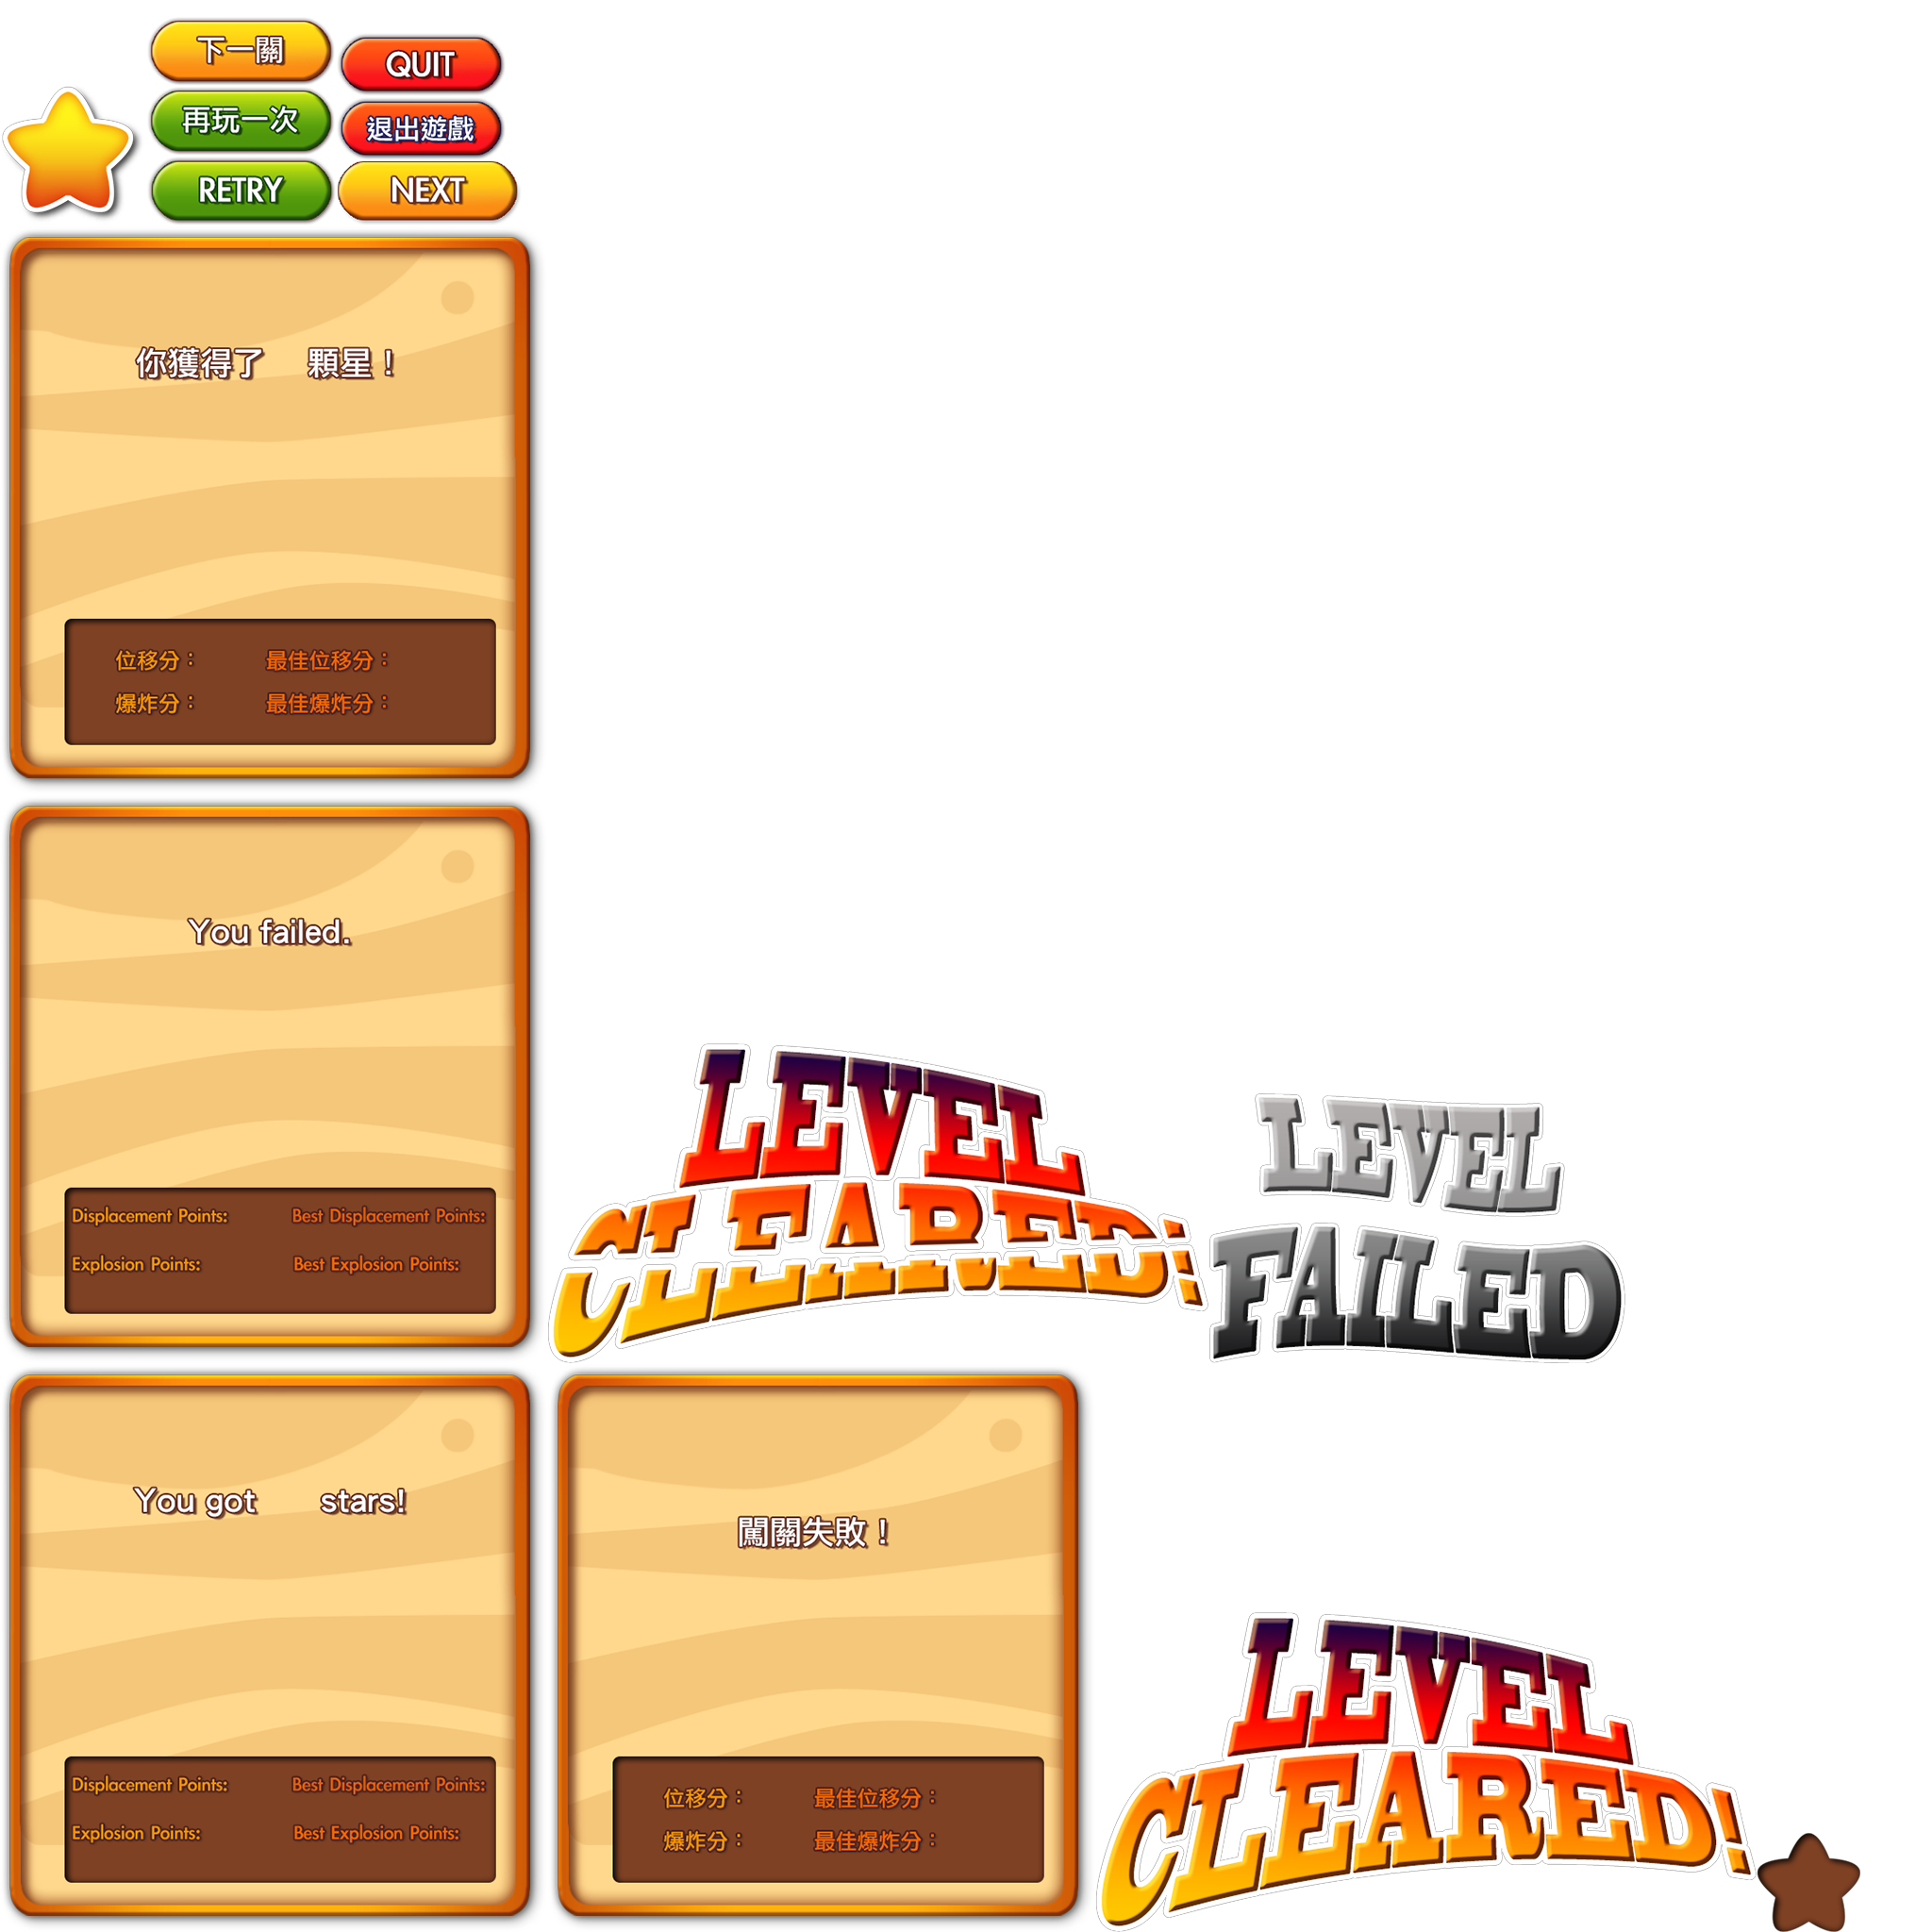 下一關
QUIT
再玩一次
退出遊戲
RETRY
NEXT
你獲得了 顆星！
位移分： 最佳位移分：
爆炸分： 最佳爆炸分：
You failed.
Displacement Points: Best Displacement Points:
Explosion Points: Best Explosion Points:
LEVEL
CLEARED!
LEVEL
FAILED
You got stars!
Displacement Points: Best Displacement Points:
Explosion Points: Best Explosion Points:
闖關失敗！
位移分： 最佳位移分：
爆炸分： 最佳爆炸分：
LEVEL
CLEARED!